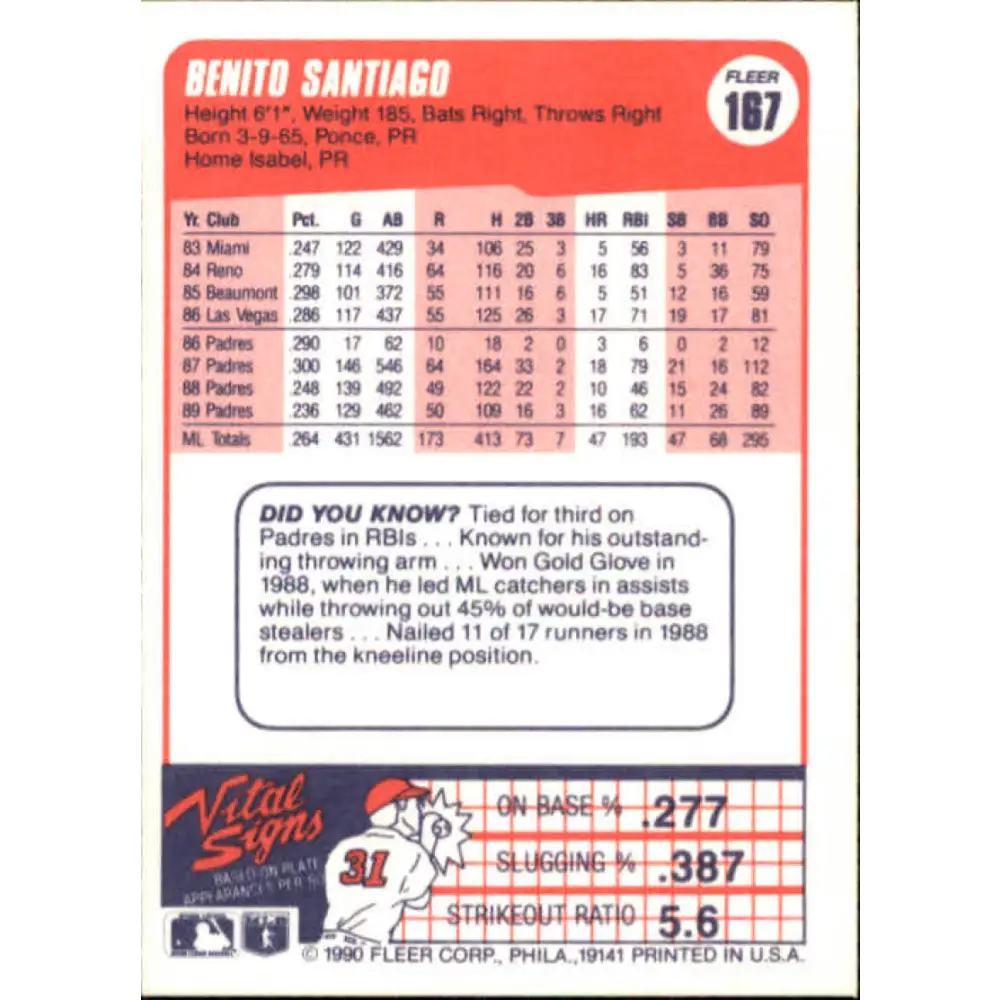 BENITO SANTIAGO
FLEER
167
Height 6'1", Weight 185, Bats Right, Throws Right
Born 3-9-65, Ponce, PR
Home Isabel, PR
Yr. Club Pct. G AB R H 2B 3B HR RBI SB BB SO
83 Miami .247 122 429 34 106 25 3 5 56 3 11 79
84 Reno .279 114 416 64 116 20 6 16 83 5 36 75
85 Beaumont .298 101 372 55 111 16 6 5 51 12 16 59
86 Las Vegas .286 117 437 55 125 26 3 17 71 19 17 81
86 Padres .290 17 62 10 18 2 0 3 6 0 2 12
87 Padres .300 146 546 64 164 33 2 18 79 21 16 112
88 Padres .248 139 492 49 122 22 2 10 46 15 24 82
89 Padres .236 129 462 50 109 16 3 16 62 11 26 89
ML Totals .264 431 1562 173 413 73 7 47 193 47 68 295
DID YOU KNOW? Tied for third on
Padres in RBIs . . . Known for his outstand-
ing throwing arm . . . Won Gold Glove in
1988, when he led ML catchers in assists
while throwing out 45% of would-be base
stealers . . . Nailed 11 of 17 runners in 1988
from the kneeline position.
Vital
Signs
BASED ON PLATE
APPEARANCES PER
31
ON BASE % .277
SLUGGING % .387
STRIKEOUT RATIO 5.6
© 1990 FLEER CORP., PHILA.,19141 PRINTED IN U.S.A.